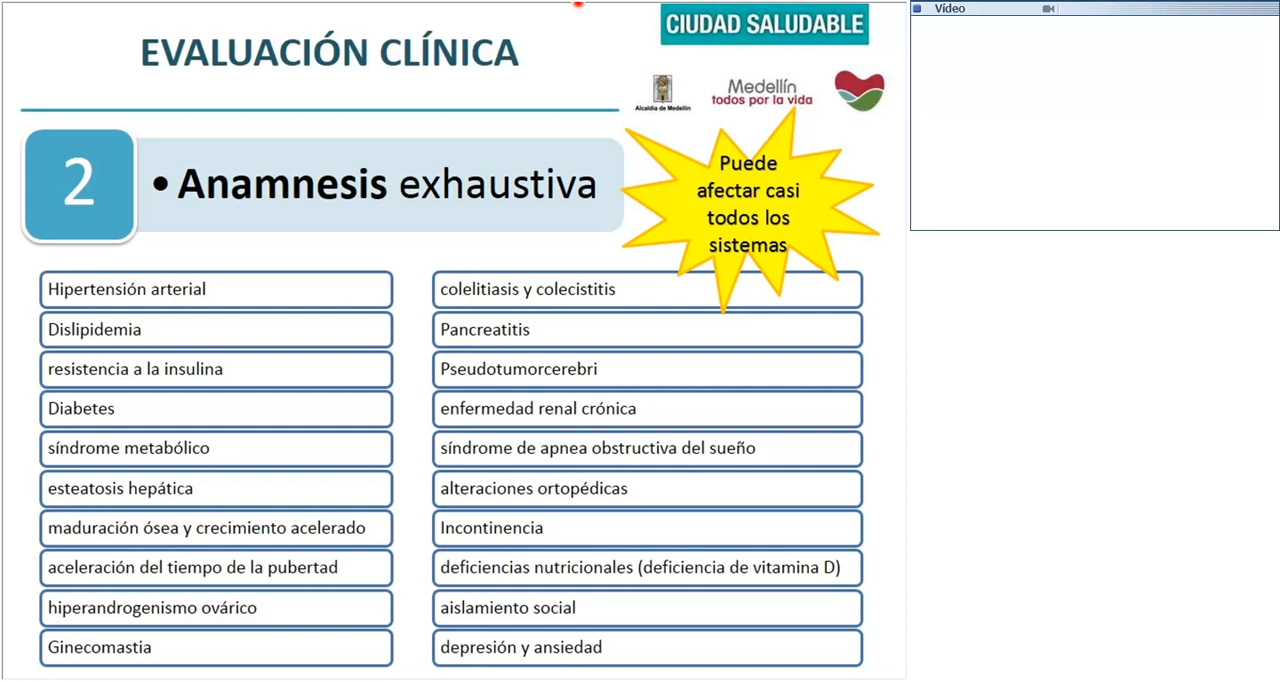 EVALUACIÓN CLÍNICA
CIUDAD SALUDABLE
Alcaldía de Medellín
Medellín
todos por la vida
2
• Anamnesis exhaustiva
Puede
afectar casi
todos los
sistemas
Hipertensión arterial
Dislipidemia
resistencia a la insulina
Diabetes
síndrome metabólico
esteatosis hepática
maduración ósea y crecimiento acelerado
aceleración del tiempo de la pubertad
hiperandrogenismo ovárico
Ginecomastia
colelitiasis y colecistitis
Pancreatitis
Pseudotumorcerebri
enfermedad renal crónica
síndrome de apnea obstructiva del sueño
alteraciones ortopédicas
Incontinencia
deficiencias nutricionales (deficiencia de vitamina D)
aislamiento social
depresión y ansiedad
Vídeo